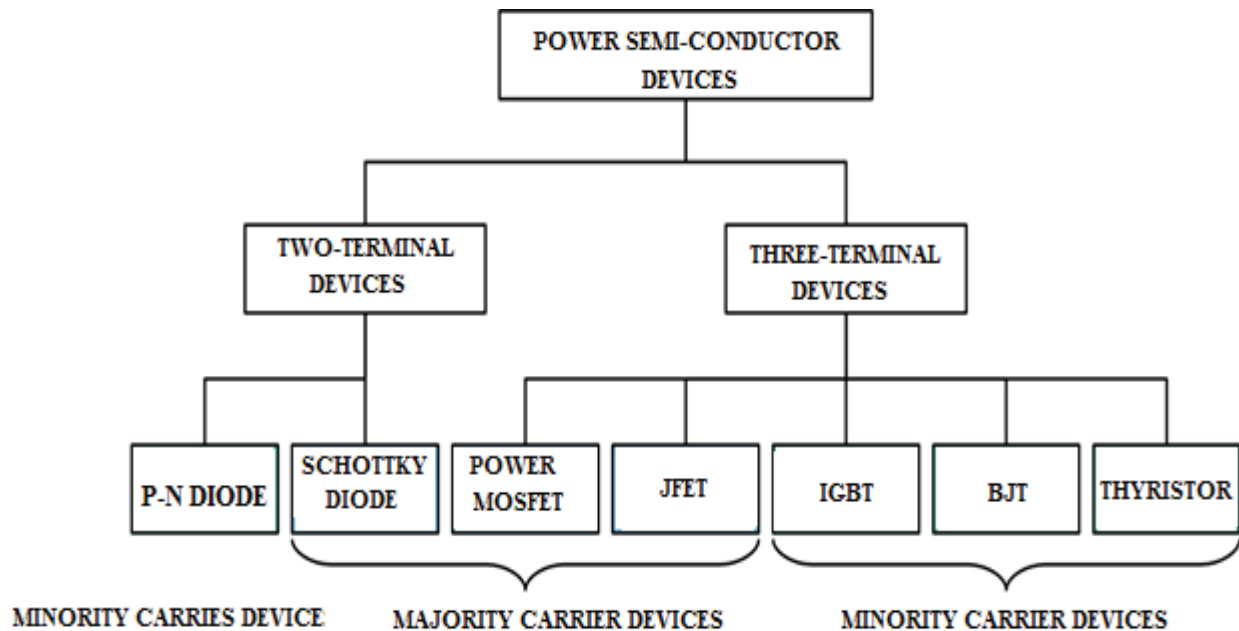 POWER SEMI-CONDUCTOR
DEVICES
TWO-TERMINAL
DEVICES
THREE-TERMINAL
DEVICES
P-N DIODE
SCHOTTKY
DIODE
POWER
MOSFET
JFET
IGBT
BJT
THYRISTOR
MINORITY CARRIES DEVICE
MAJORITY CARRIER DEVICES
MINORITY CARRIER DEVICES